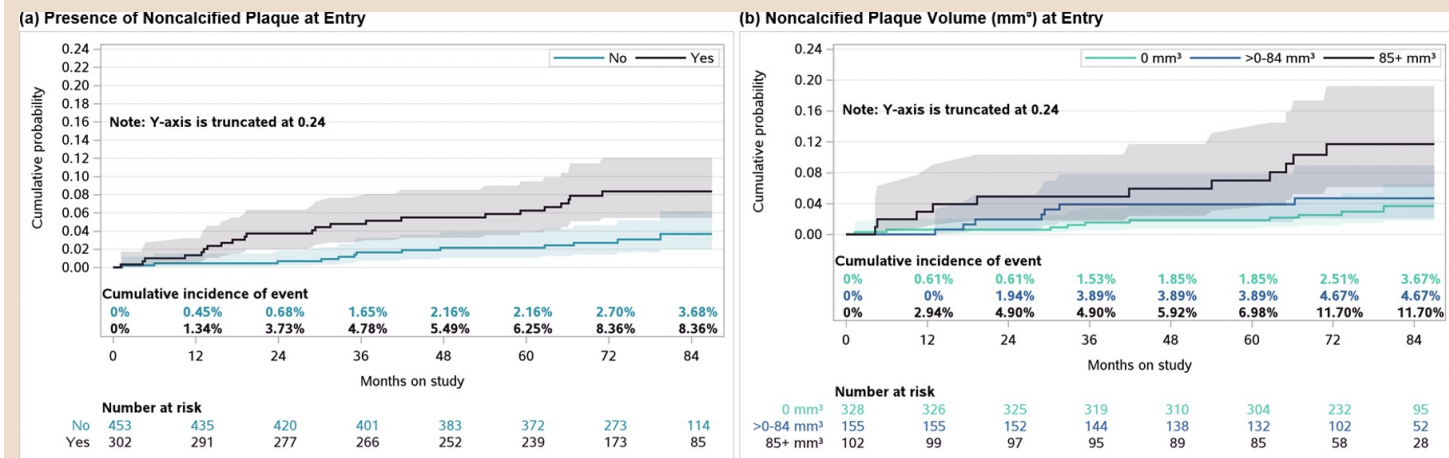 (a) Presence of Noncalcified Plaque at Entry
0.24
0.22
0.20
0.18
0.16
0.14
0.12
0.10
0.08
0.06
0.04
0.02
0.00
Cumulative probability
No Yes
Note: Y-axis is truncated at 0.24
Cumulative incidence of event
0% 0.45% 0.68% 1.65% 2.16% 2.16% 2.70% 3.68%
0% 1.34% 3.73% 4.78% 5.49% 6.25% 8.36% 8.36%
0 12 24 36 48 60 72 84
Months on study
Number at risk
No 453 435 420 401 383 372 273 114
Yes 302 291 277 266 252 239 173 85
(b) Noncalcified Plaque Volume (mm³) at Entry
0.24
0.20
0.16
0.12
0.08
0.04
0.00
Cumulative probability
0 mm³ >0-84 mm³ 85+ mm³
Note: Y-axis is truncated at 0.24
Cumulative incidence of event
0% 0.61% 0.61% 1.53% 1.85% 1.85% 2.51% 3.67%
0% 0% 1.94% 3.89% 3.89% 3.89% 4.67% 4.67%
0% 2.94% 4.90% 4.90% 5.92% 6.98% 11.70% 11.70%
0 12 24 36 48 60 72 84
Months on study
Number at risk
0 mm³ 328 326 325 319 310 304 232 95
>0-84 mm³ 155 155 152 144 138 132 102 52
85+ mm³ 102 99 97 95 89 85 58 28